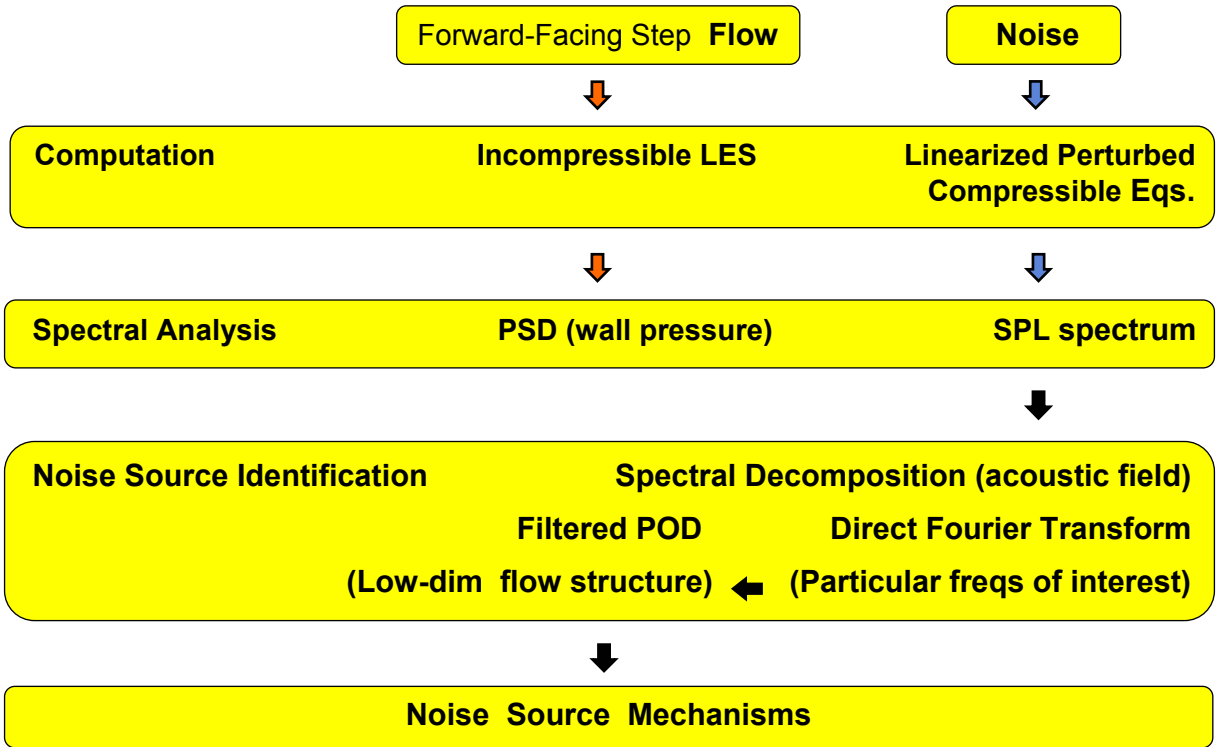 Forward-Facing Step Flow Noise
Computation Incompressible LES Linearized Perturbed
Compressible Eqs.
Spectral Analysis PSD (wall pressure) SPL spectrum
Noise Source Identification Spectral Decomposition (acoustic field)
Filtered POD Direct Fourier Transform
(Low-dim flow structure) (Particular freqs of interest)
Noise Source Mechanisms